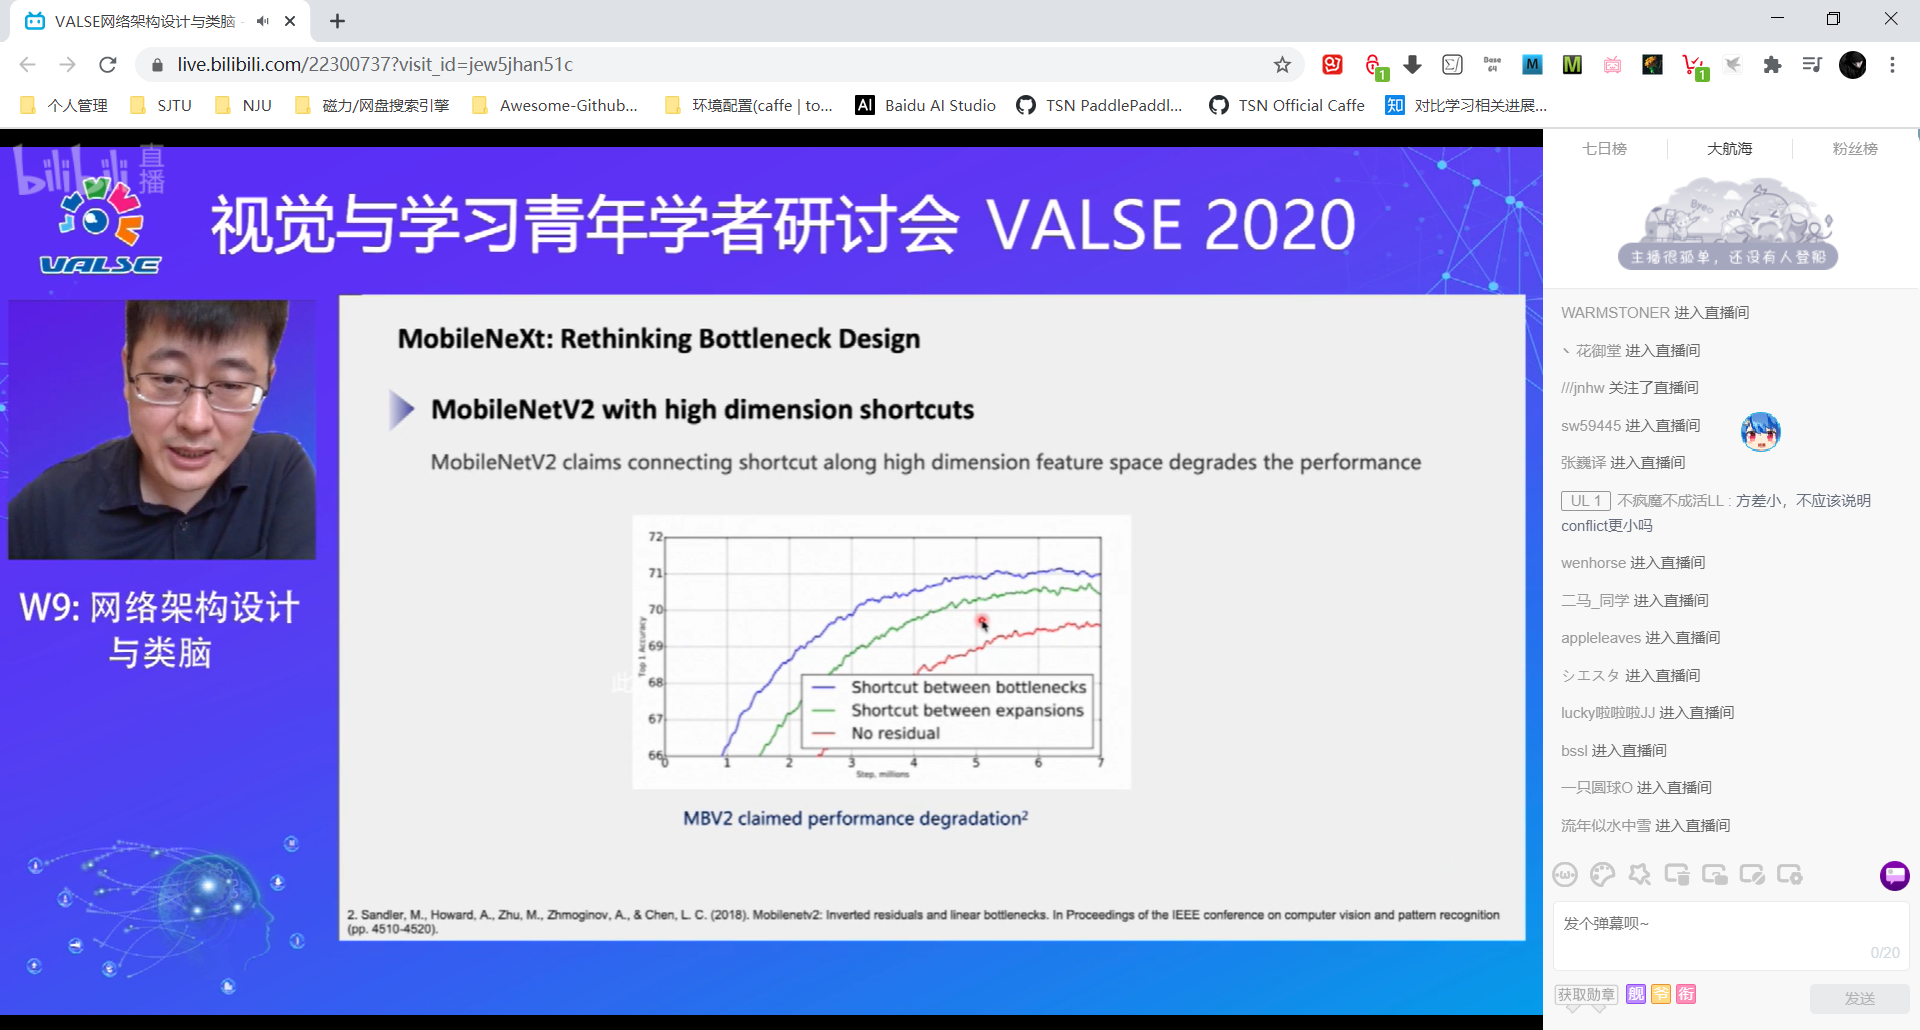 VALSE网络架构设计与类脑 -
live.bilibili.com/22300737?visit_id=jew5jhan51c
1
Base 64
M
M
1
个人管理
SJTU
NJU
磁力/网盘搜索引擎
Awesome-Github...
环境配置(caffe | to...
AI Baidu AI Studio
TSN PaddlePaddl...
TSN Official Caffe
知 对比学习相关进展...
bilibili 直播
VALSE
视觉与学习青年学者研讨会 VALSE 2020
W9: 网络架构设计
与类脑
MobileNeXt: Rethinking Bottleneck Design
MobileNetV2 with high dimension shortcuts
MobileNetV2 claims connecting shortcut along high dimension feature space degrades the performance
72
71
70
69
68
67
66
Top 1 Accuracy
Shortcut between bottlenecks
Shortcut between expansions
No residual
0 1 2 3 4 5 6 7
Step, millions
此
MBV2 claimed performance degradation²
2. Sandler, M., Howard, A., Zhu, M., Zhmoginov, A., & Chen, L. C. (2018). Mobilenetv2: Inverted residuals and linear bottlenecks. In Proceedings of the IEEE conference on computer vision and pattern recognition
(pp. 4510-4520).
七日榜
大航海
粉丝榜
Byeo
主播很孤单，还没有人登船
WARMSTONER 进入直播间
丶花御堂 进入直播间
///jnhw 关注了直播间
sw59445 进入直播间
张巍译 进入直播间
UL 1 不疯魔不成活LL : 方差小，不应该说明
conflict更小吗
wenhorse 进入直播间
二马_同学 进入直播间
appleleaves 进入直播间
シエスタ 进入直播间
lucky啦啦啦JJ 进入直播间
bssl 进入直播间
一只圆球O 进入直播间
流年似水中雪 进入直播间
发个弹幕呗~
0/20
获取勋章
舰
爷
衔
发送